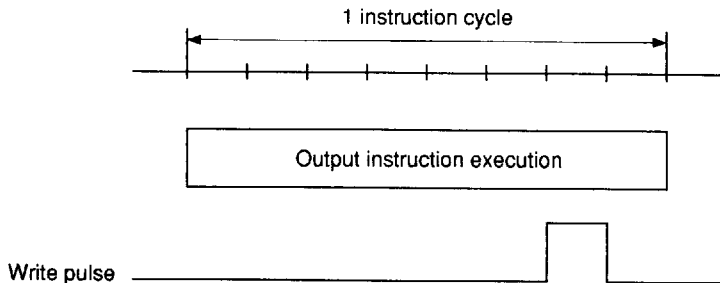 1 instruction cycle
Output instruction execution
Write pulse